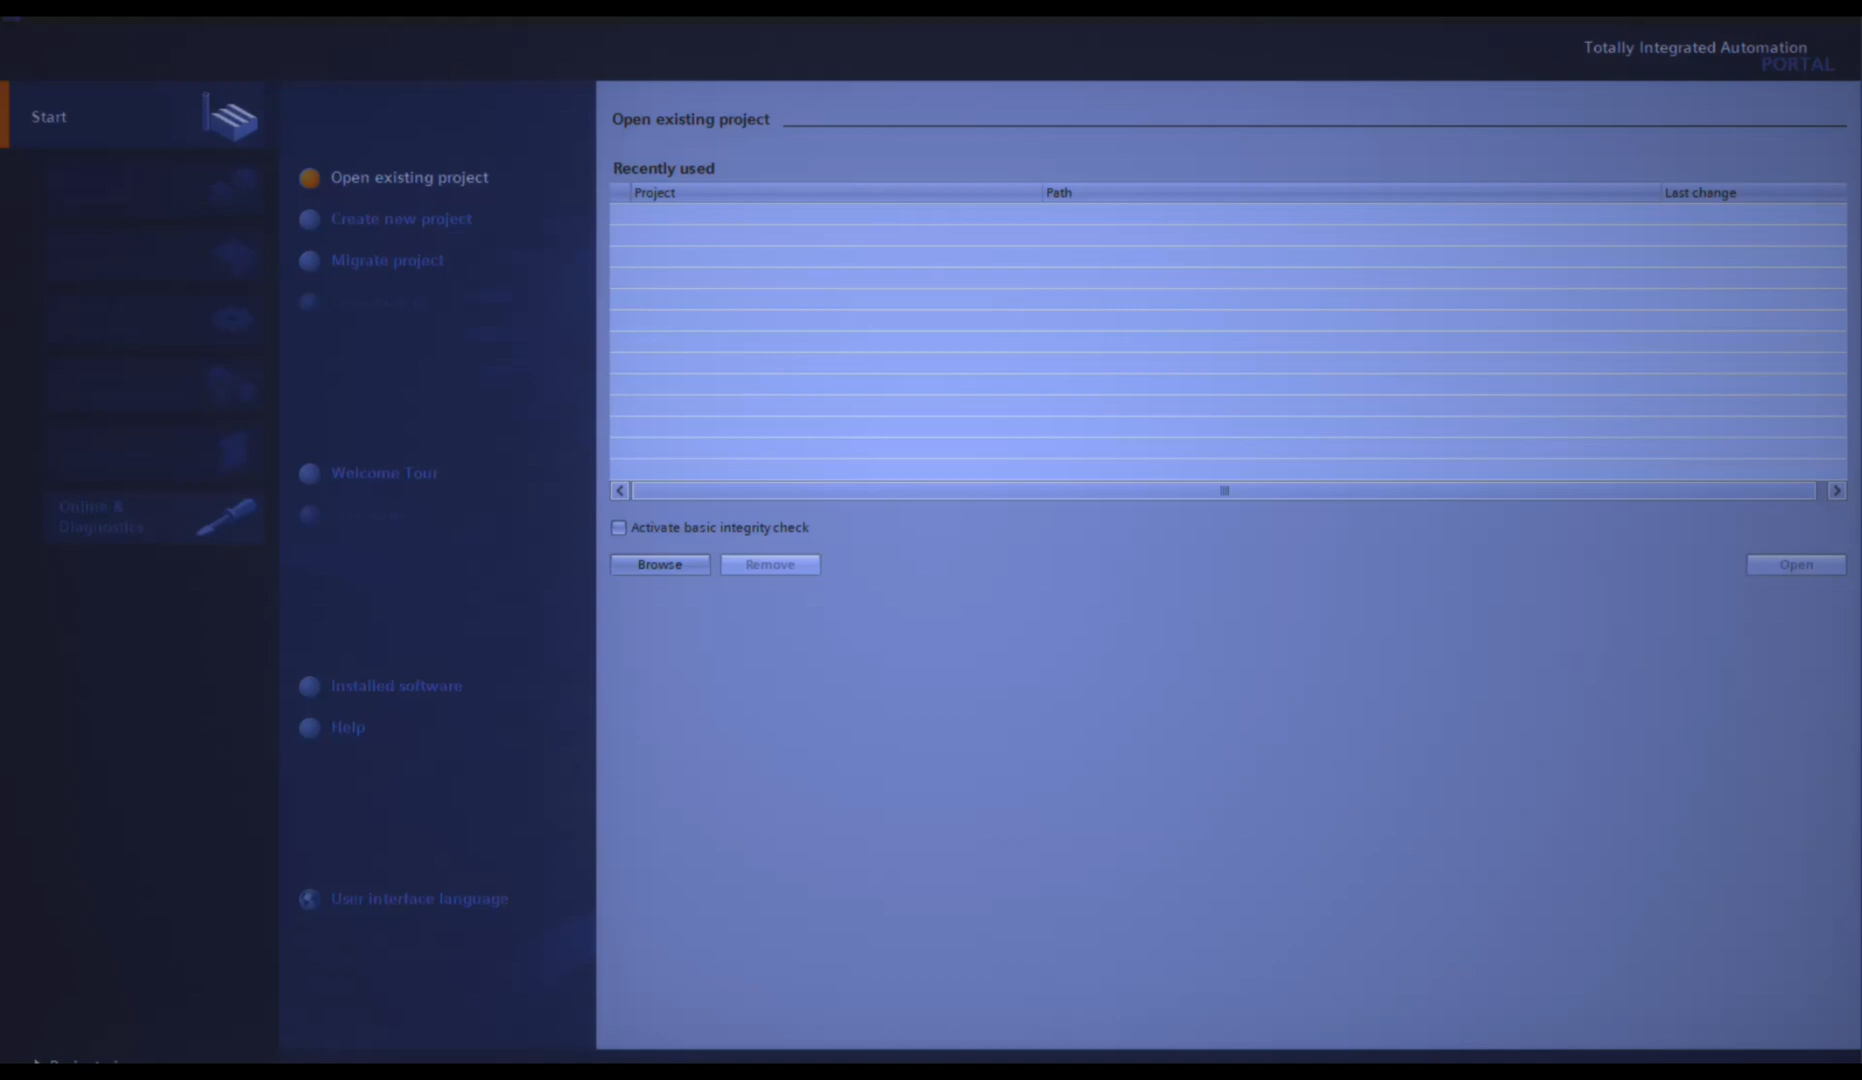 Totally Integrated Automation
PORTAL
Start
Online &
Diagnostics
Open existing project
Create new project
Migrate project
Welcome Tour
Installed software
Help
User interface language
Open existing project
Recently used
Project Path Last change
Activate basic integrity check
Browse Remove Open